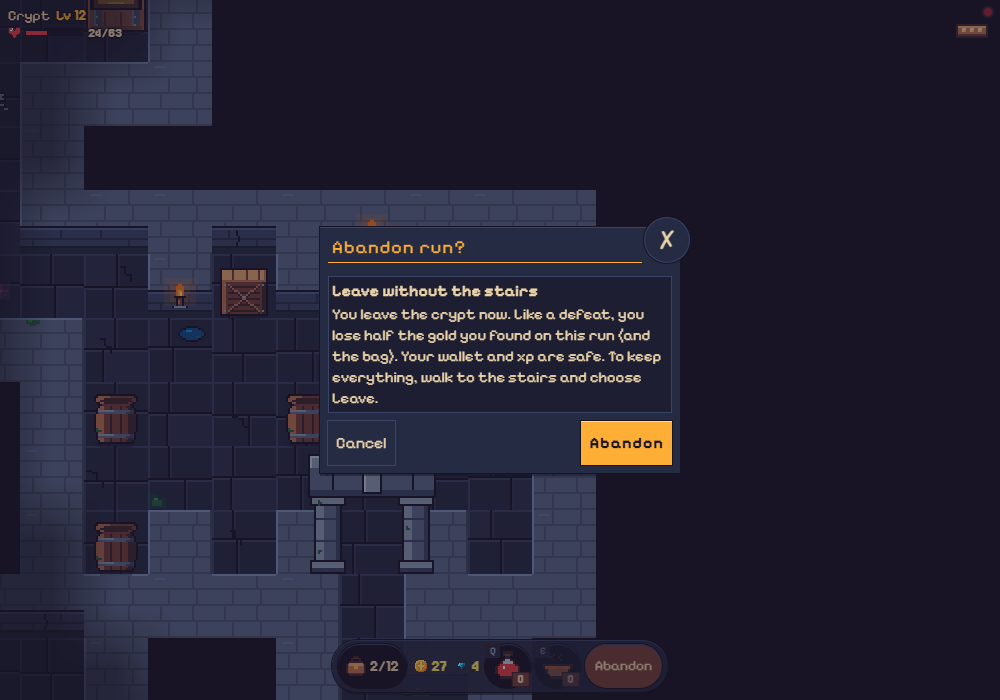 Crypt Lv 12
24/63
Abandon run?
X
Leave without the stairs
You leave the crypt now. Like a defeat, you
lose half the gold you found on this run (and
the bag). Your wallet and xp are safe. To keep
everything, walk to the stairs and choose
Leave.
Cancel
Abandon
2/12
27
4
Q
0
E
0
Abandon